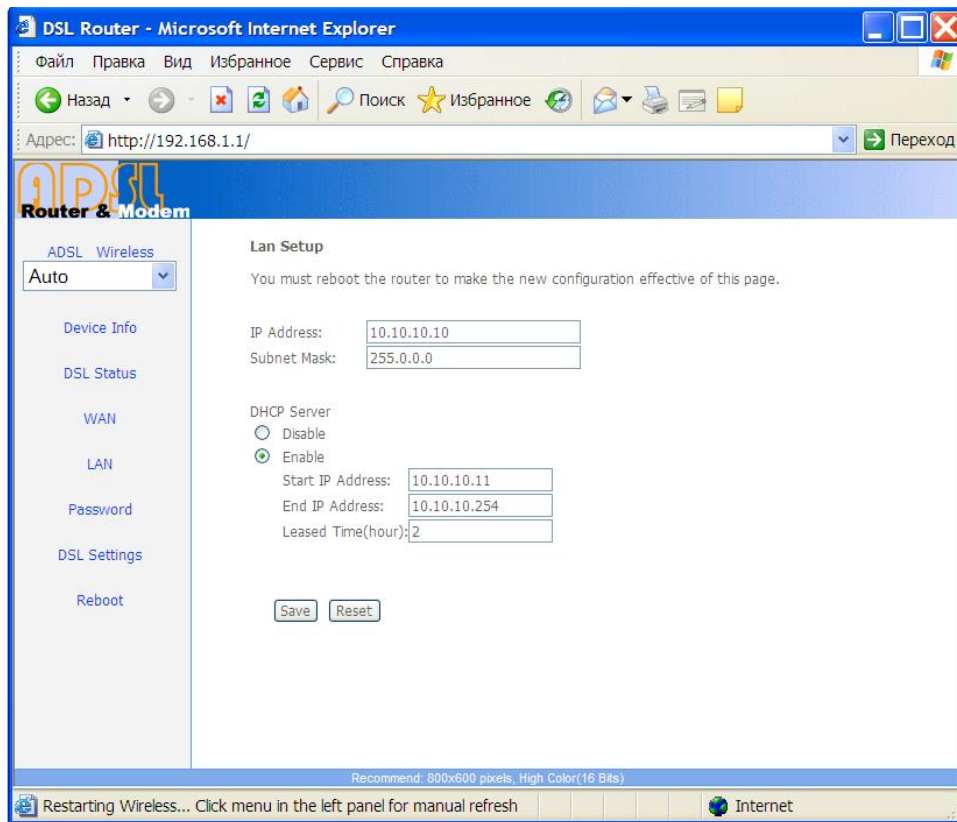 DSL Router - Microsoft Internet Explorer
Файл Правка Вид Избранное Сервис Справка
Назад Поиск Избранное
Адрес: http://192.168.1.1/ Переход
ADSL
Router & Modem
ADSL Wireless
Auto
Device Info
DSL Status
WAN
LAN
Password
DSL Settings
Reboot
Lan Setup
You must reboot the router to make the new configuration effective of this page.
IP Address: 10.10.10.10
Subnet Mask: 255.0.0.0
DHCP Server
Disable
Enable
Start IP Address: 10.10.10.11
End IP Address: 10.10.10.254
Leased Time(hour): 2
Save Reset
Recommend: 800x600 pixels, High Color(16 Bits)
Restarting Wireless... Click menu in the left panel for manual refresh Internet